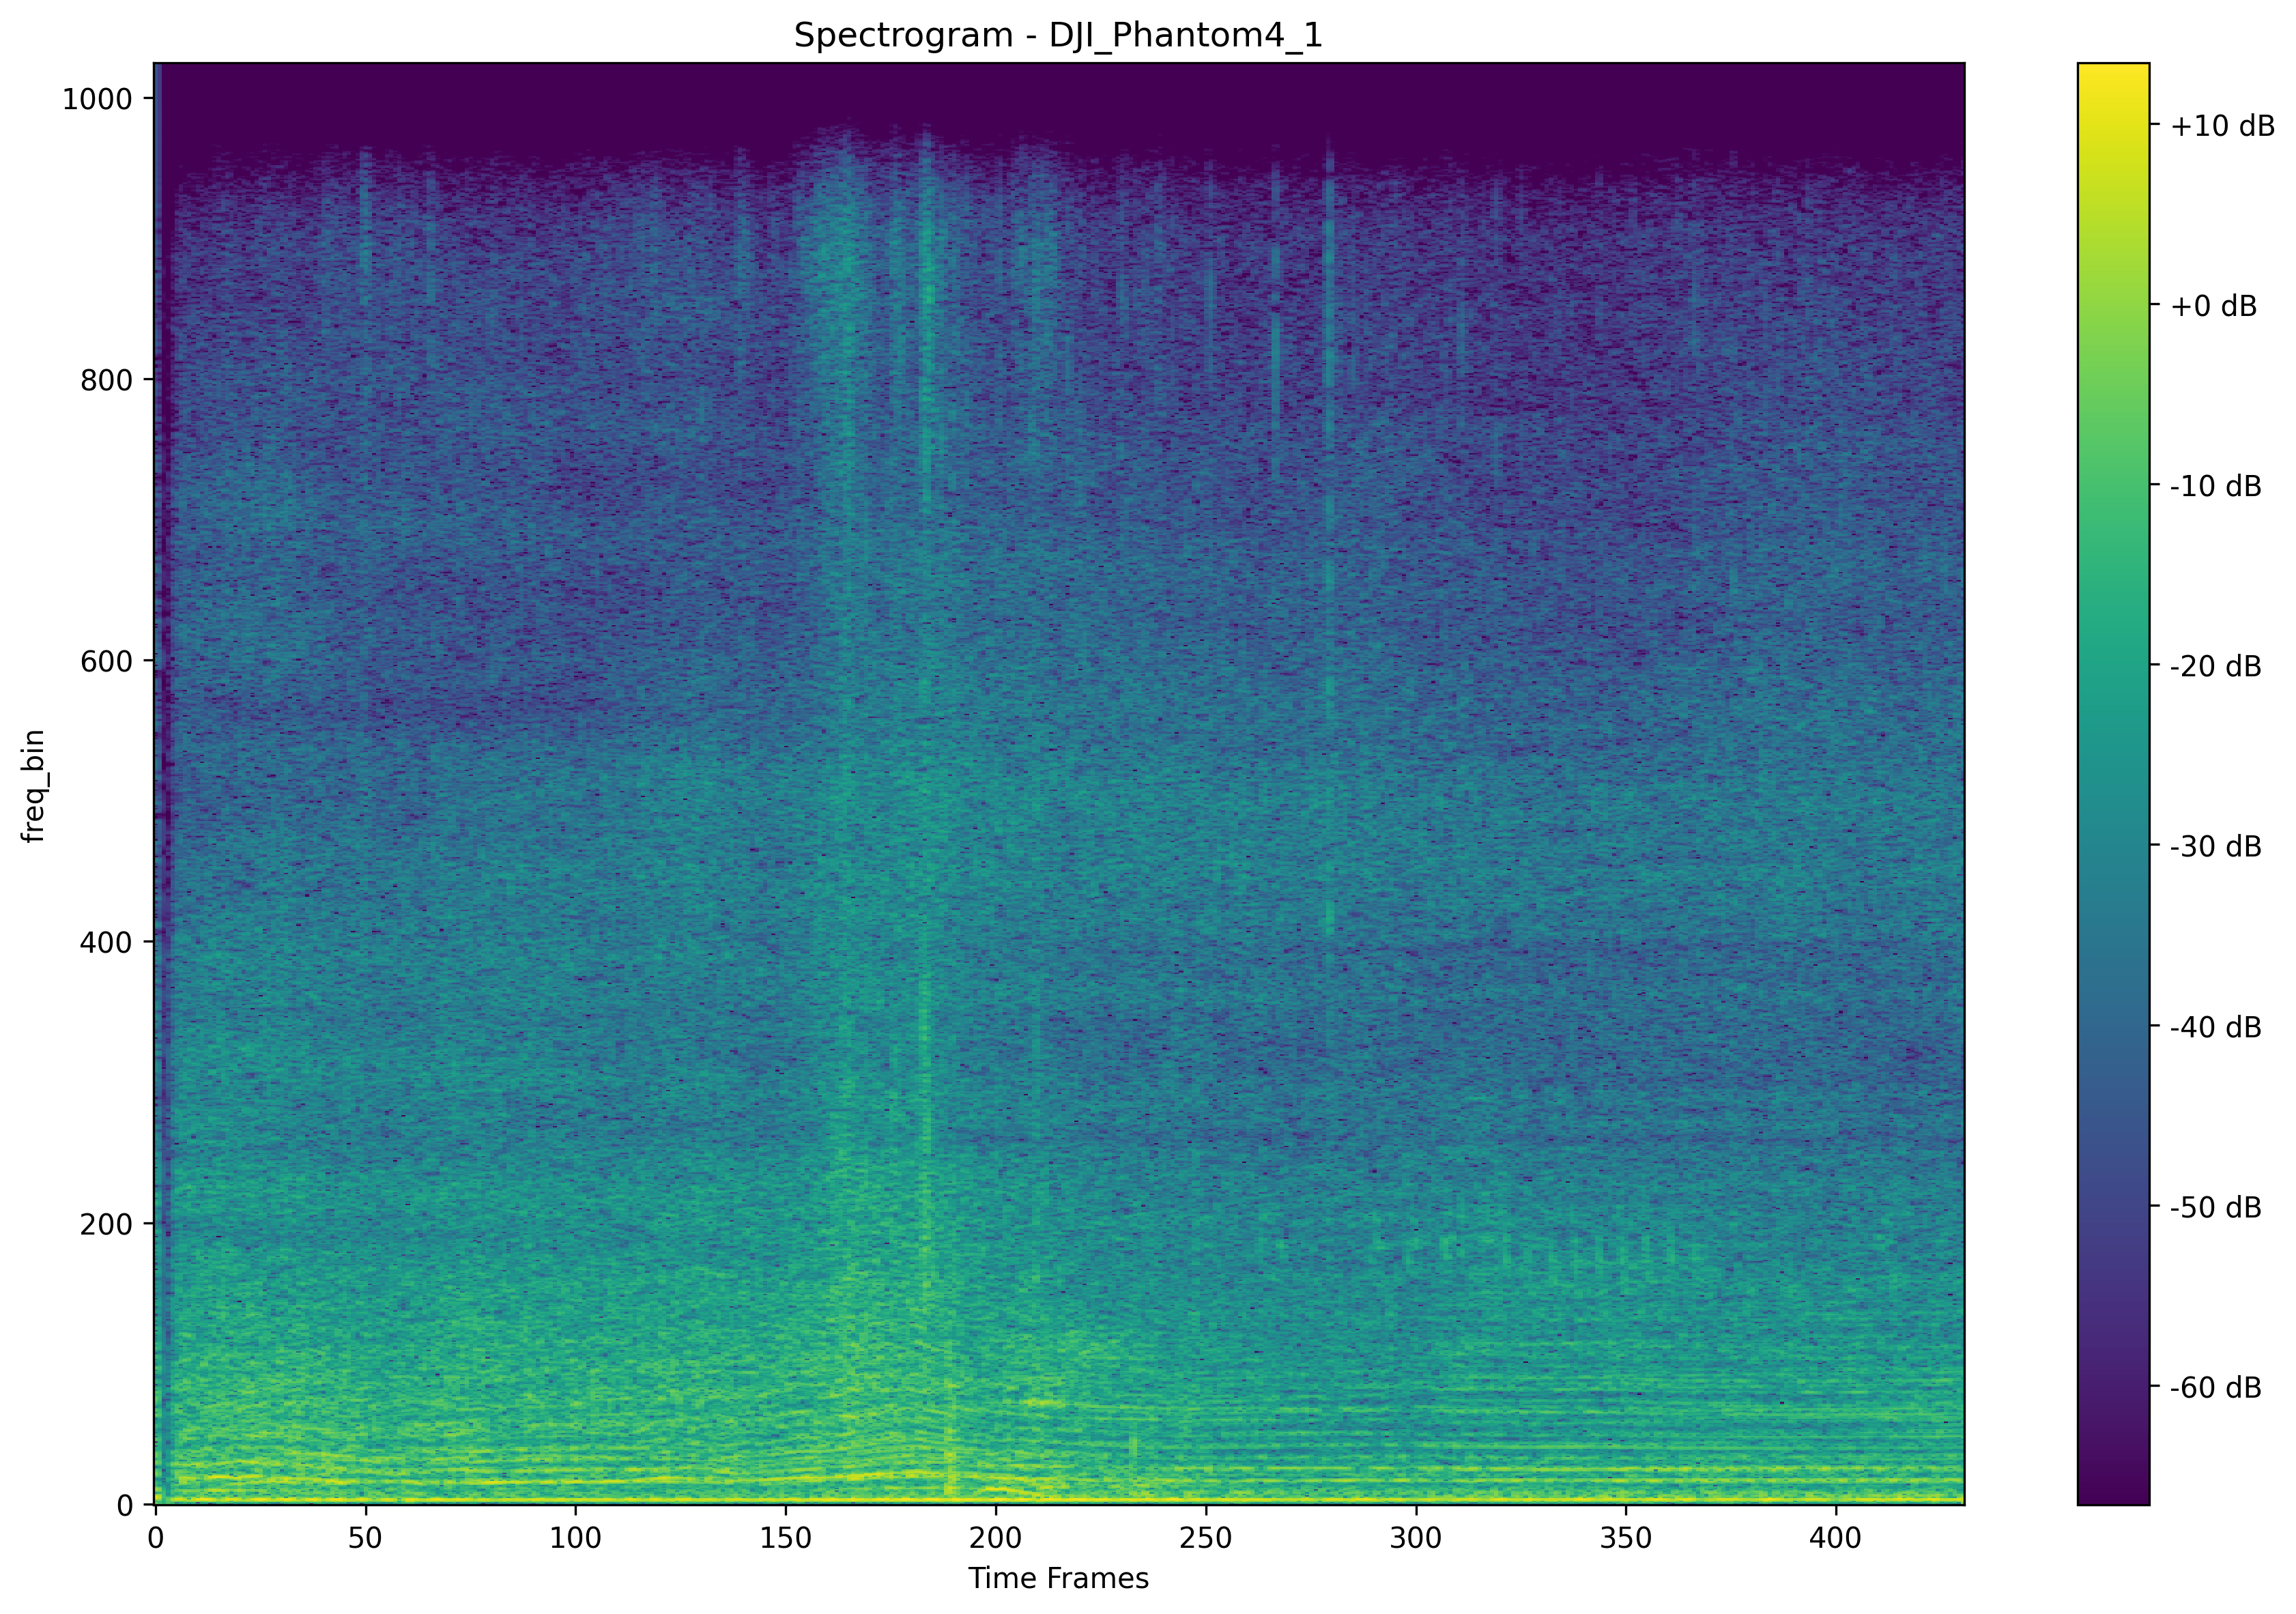 Spectrogram - DJI_Phantom4_1
1000
800
600
400
200
0
freq_bin
0 50 100 150 200 250 300 350 400
Time Frames
+10 dB
+0 dB
-10 dB
-20 dB
-30 dB
-40 dB
-50 dB
-60 dB